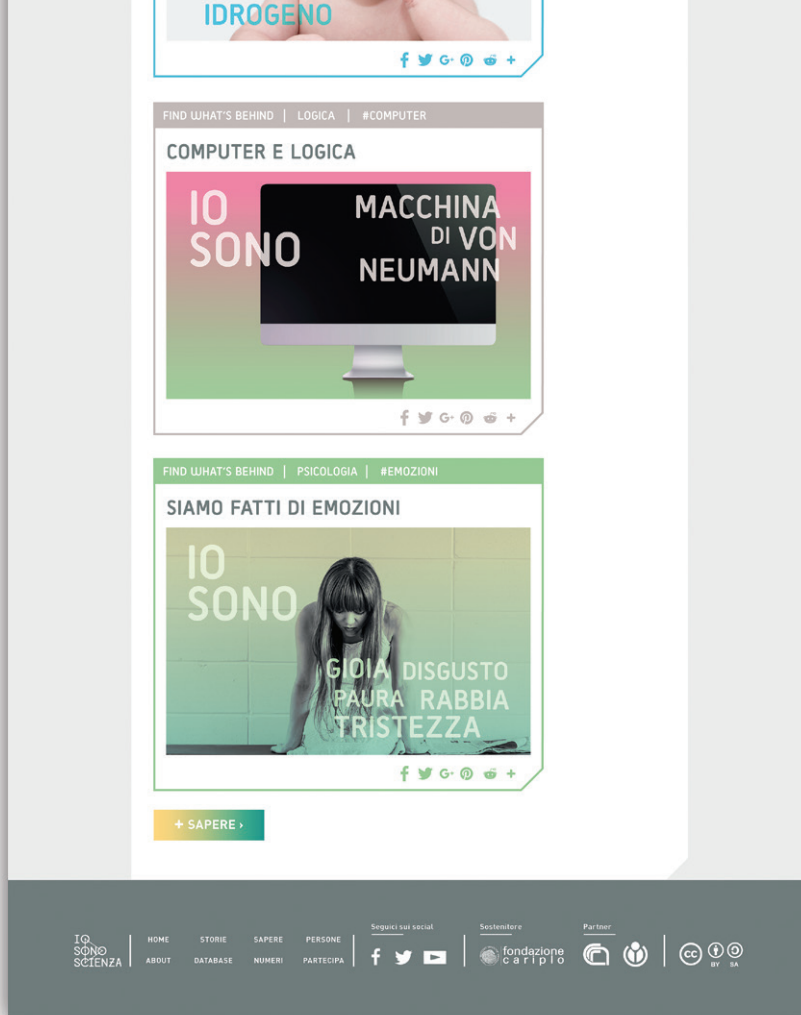 IDROGENO
FIND WHAT'S BEHIND | LOGICA | #COMPUTER
COMPUTER E LOGICA
IO
SONO
MACCHINA
DI VON
NEUMANN
FIND WHAT'S BEHIND | PSICOLOGIA | #EMOZIONI
SIAMO FATTI DI EMOZIONI
IO
SONO
GIOIA DISGUSTO
PAURA RABBIA
TRISTEZZA
+ SAPERE ›
IO
SONO
SCIENZA
HOME STORIE SAPERE PERSONE
ABOUT DATABASE NUMERI PARTECIPA
Seguici sui social
Sostenitore
fondazione
cariplo
Partner
cc
BY SA